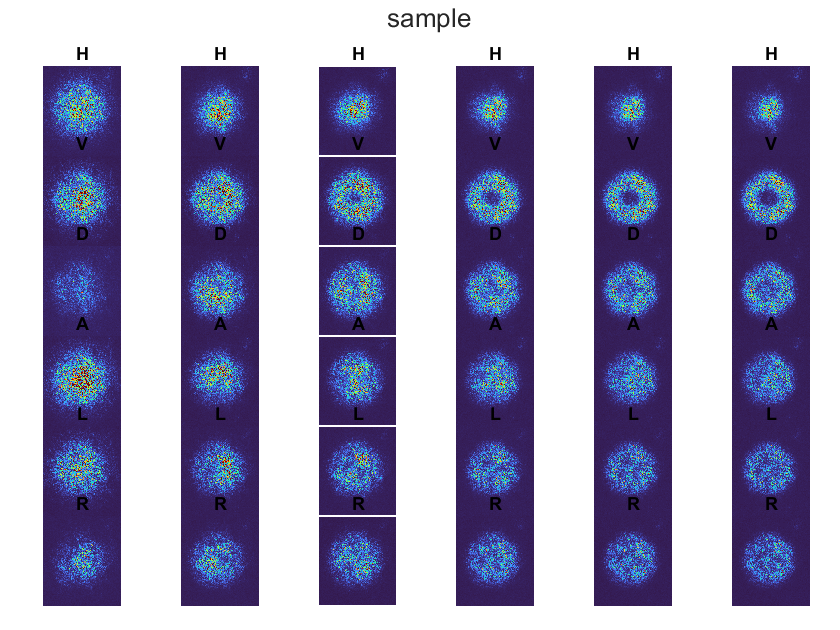 sample
H H H H H H
V V V V V V
D D D D D D
A A A A A A
L L L L L L
R R R R R R